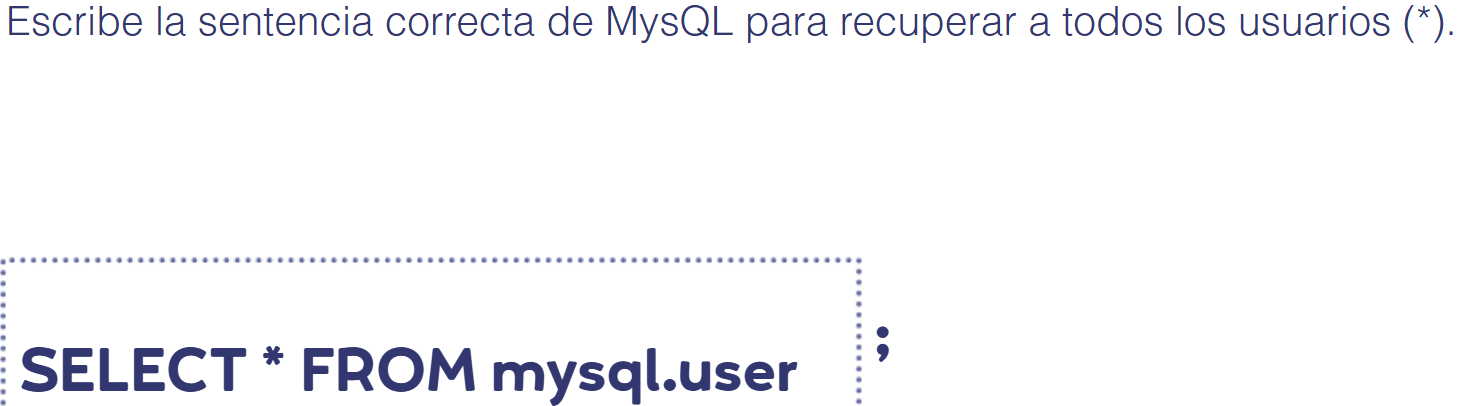 Escribe la sentencia correcta de MysQL para recuperar a todos los usuarios (*).
SELECT * FROM mysql.user ;